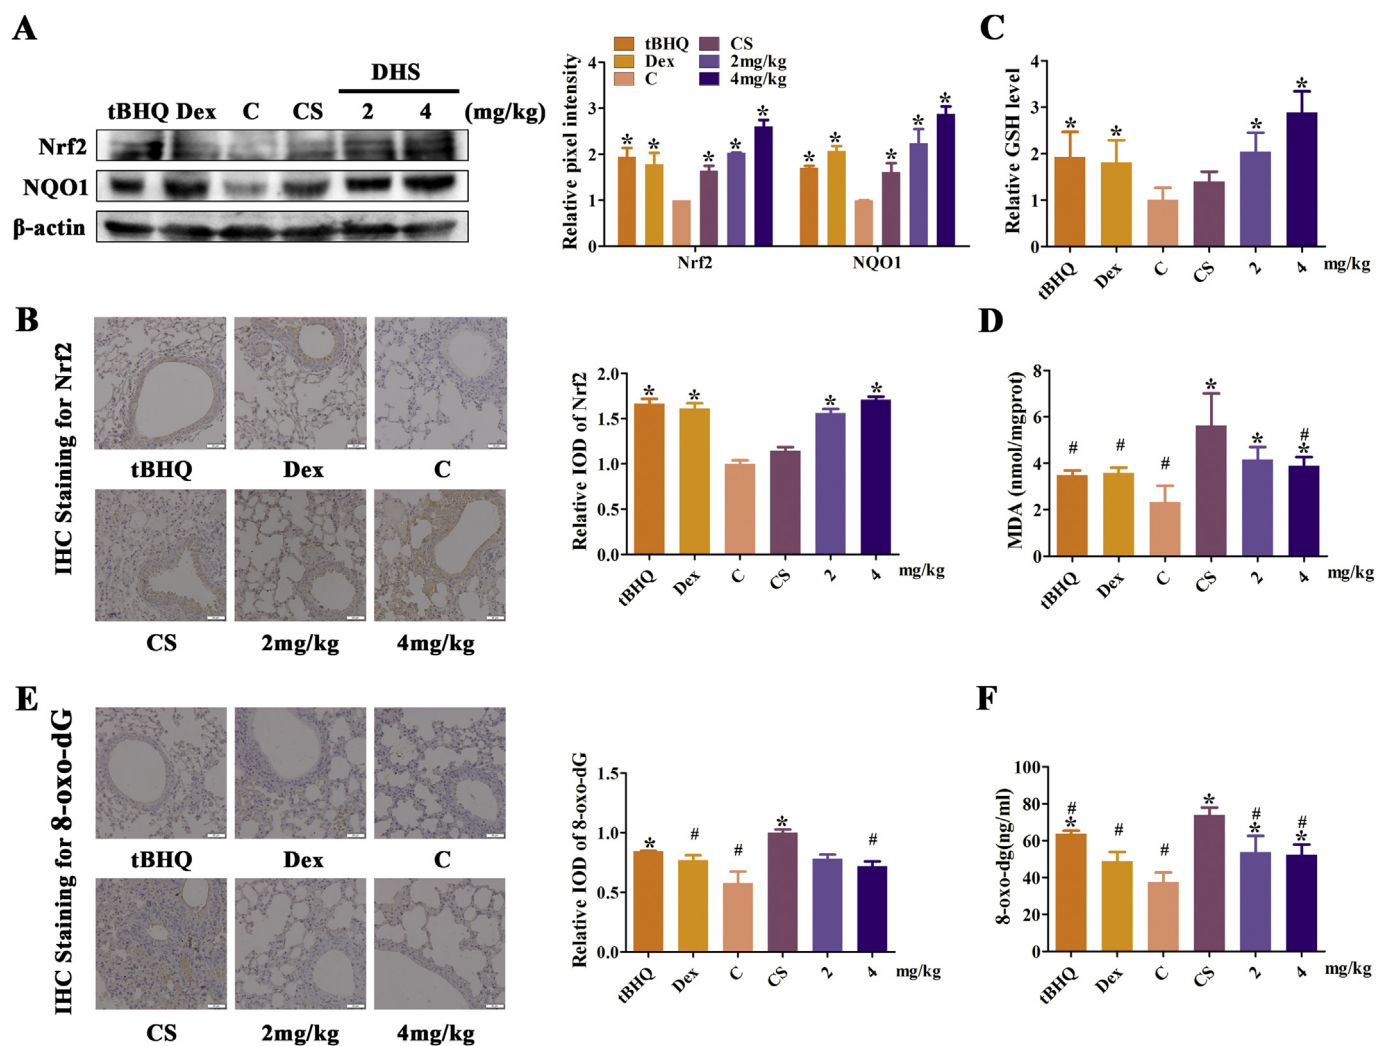 A
DHS
tBHQ Dex C CS 2 4 (mg/kg)
Nrf2
NQO1
β-actin
tBHQ CS
Dex 2mg/kg
C 4mg/kg
Relative pixel intensity
4
3
2
1
0
* * * * *
* * * * *
Nrf2 NQO1
C
Relative GSH level
4
3
2
1
0
* * * *
tBHQ Dex C CS 2 4 mg/kg
B
IHC Staining for Nrf2
tBHQ Dex C
CS 2mg/kg 4mg/kg
Relative IOD of Nrf2
2.0
1.5
1.0
0.5
0.0
* * * *
tBHQ Dex C CS 2 4 mg/kg
D
MDA (nmol/mgprot)
8
6
4
2
0
# # # * * # *
tBHQ Dex C CS 2 4 mg/kg
E
IHC Staining for 8-oxo-dG
tBHQ Dex C
CS 2mg/kg 4mg/kg
Relative IOD of 8-oxo-dG
1.5
1.0
0.5
0.0
* # # * #
tBHQ Dex C CS 2 4 mg/kg
F
8-oxo-dg(ng/ml)
100
80
60
40
20
0
# * # # * # * # *
tBHQ Dex C CS 2 4 mg/kg